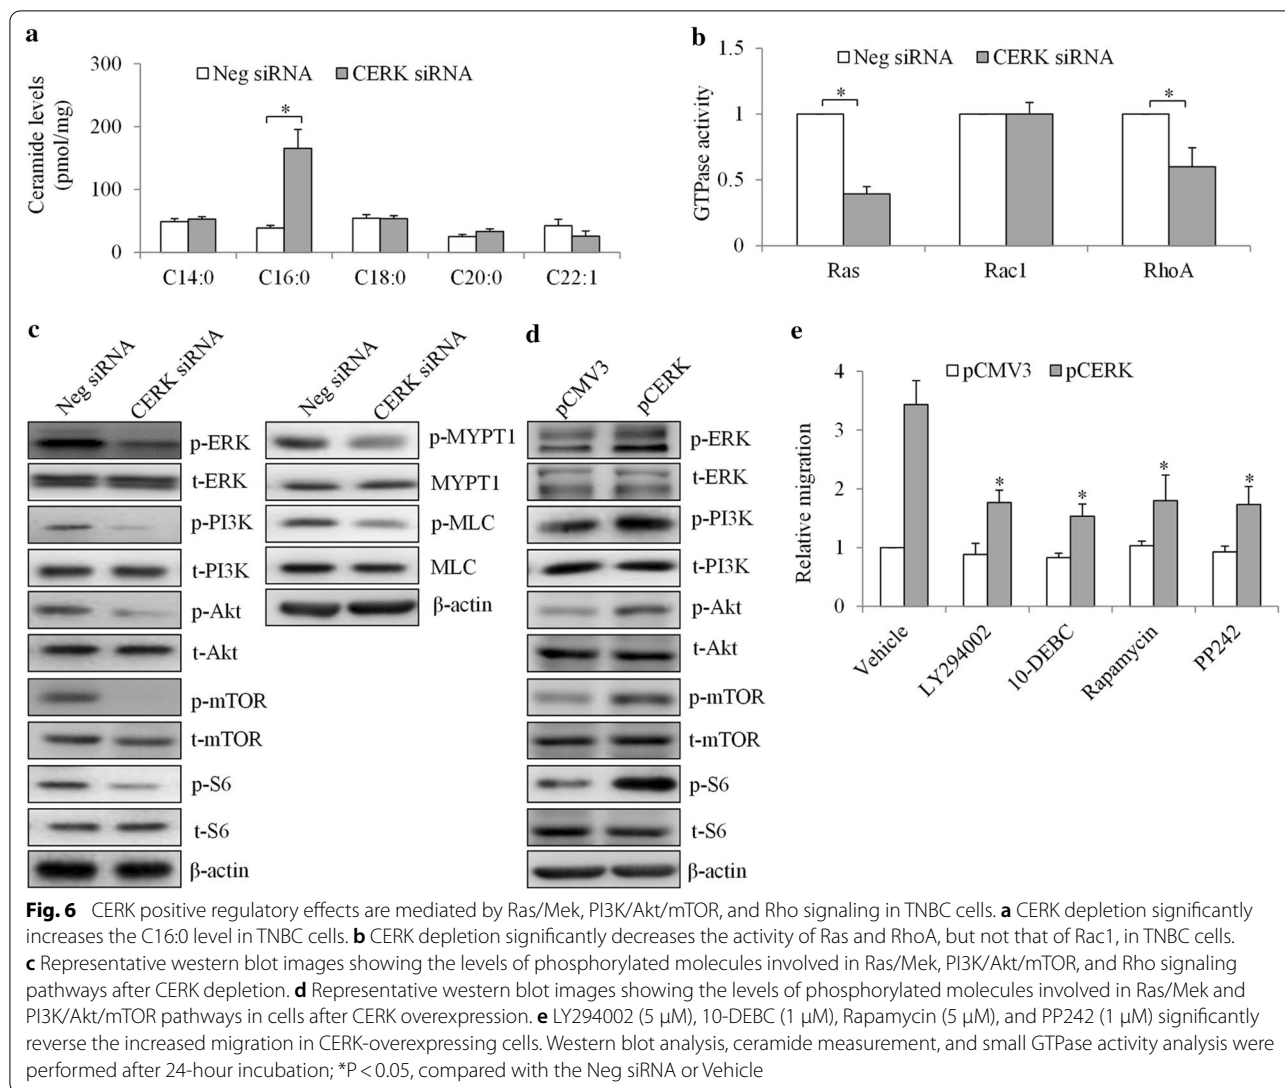 a
300
200
100
0
Ceramide levels
(pmol/mg)
Neg siRNA CERK siRNA
*
C14:0 C16:0 C18:0 C20:0 C22:1
b
1.5
1
0.5
0
GTPase activity
Neg siRNA CERK siRNA
* *
Ras Rac1 RhoA
c
Neg siRNA CERK siRNA
p-ERK
t-ERK
p-PI3K
t-PI3K
p-Akt
t-Akt
p-mTOR
t-mTOR
p-S6
t-S6
β-actin
Neg siRNA CERK siRNA
p-MYPT1
MYPT1
p-MLC
MLC
β-actin
d
pCMV3 pCERK
p-ERK
t-ERK
p-PI3K
t-PI3K
p-Akt
t-Akt
p-mTOR
t-mTOR
p-S6
t-S6
β-actin
e
pCMV3 pCERK
4
3
2
1
0
Relative migration
* * * *
Vehicle LY294002 10-DEBC Rapamycin PP242
Fig. 6 CERK positive regulatory effects are mediated by Ras/Mek, PI3K/Akt/mTOR, and Rho signaling in TNBC cells. a CERK depletion significantly
increases the C16:0 level in TNBC cells. b CERK depletion significantly decreases the activity of Ras and RhoA, but not that of Rac1, in TNBC cells.
c Representative western blot images showing the levels of phosphorylated molecules involved in Ras/Mek, PI3K/Akt/mTOR, and Rho signaling
pathways after CERK depletion. d Representative western blot images showing the levels of phosphorylated molecules involved in Ras/Mek and
PI3K/Akt/mTOR pathways in cells after CERK overexpression. e LY294002 (5 µM), 10-DEBC (1 µM), Rapamycin (5 µM), and PP242 (1 µM) significantly
reverse the increased migration in CERK-overexpressing cells. Western blot analysis, ceramide measurement, and small GTPase activity analysis were
performed after 24-hour incubation; *P < 0.05, compared with the Neg siRNA or Vehicle